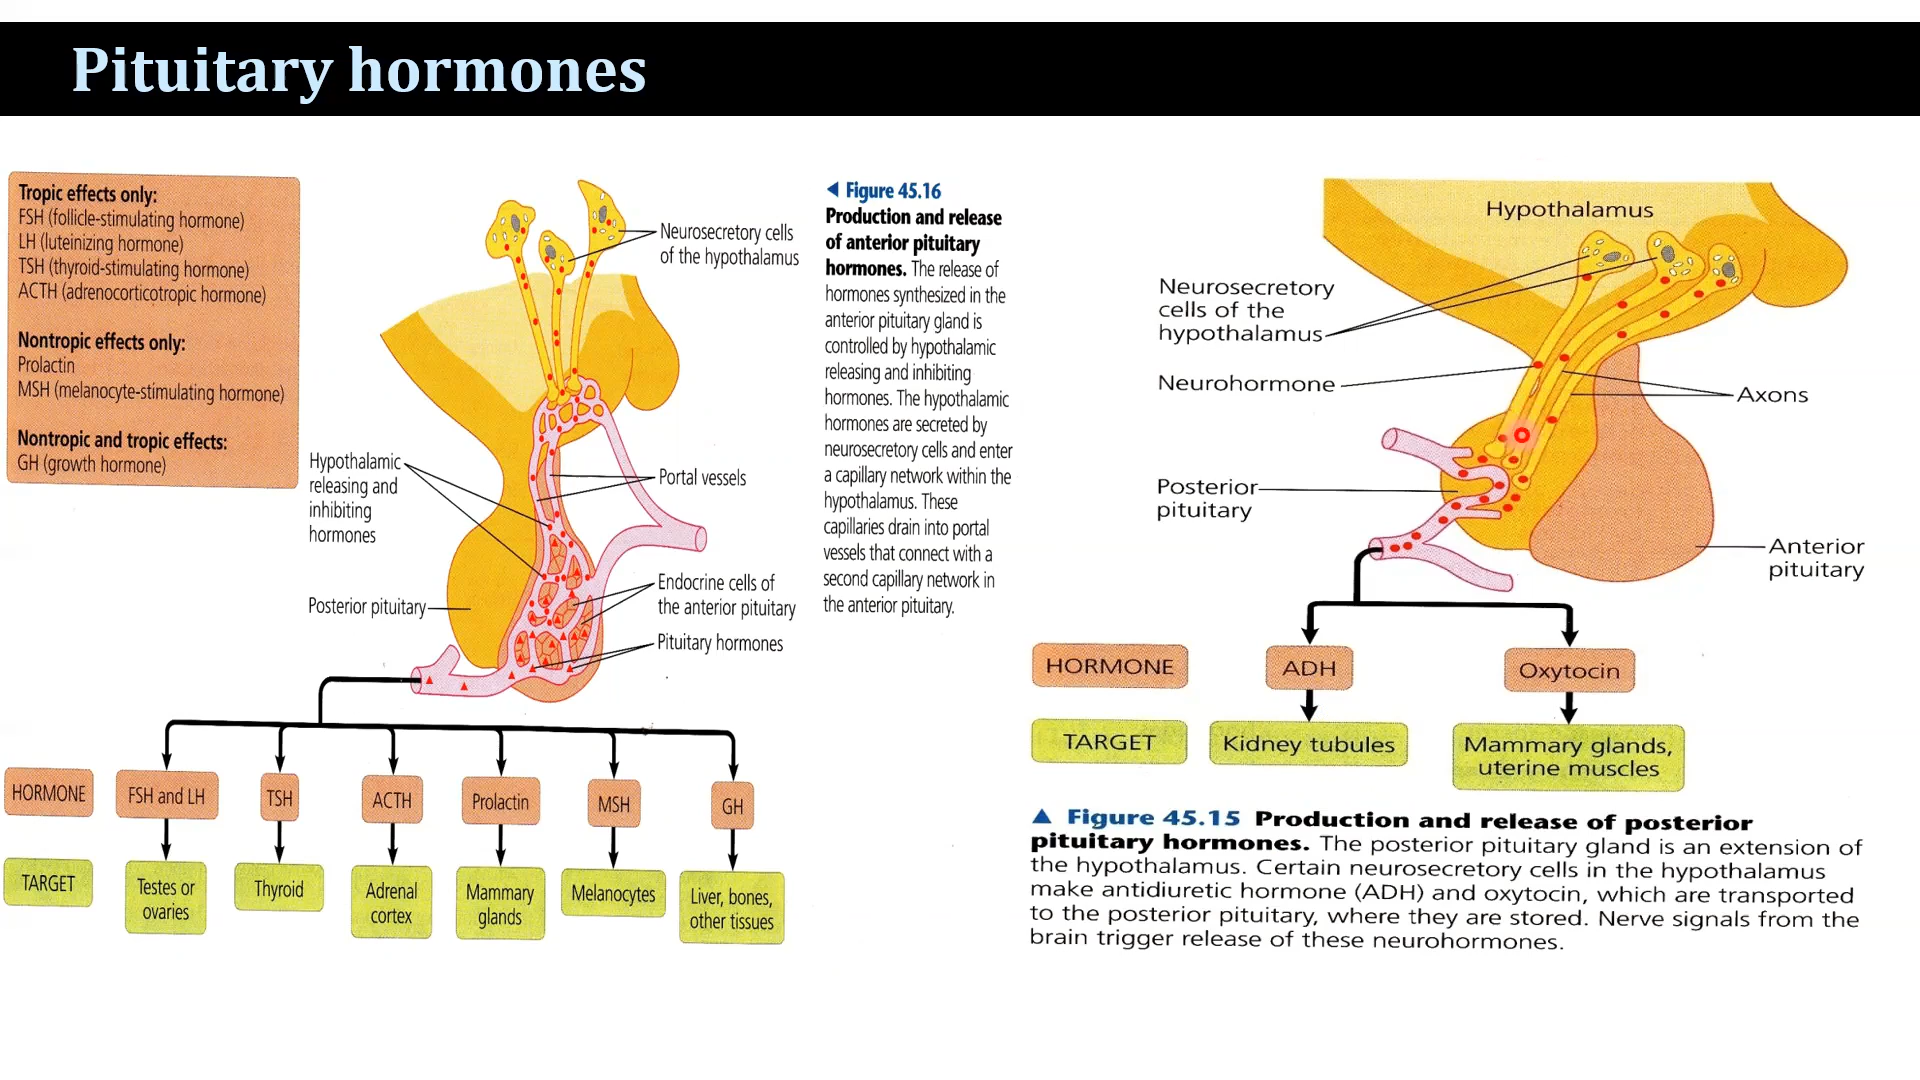 Pituitary hormones
Tropic effects only:
FSH (follicle-stimulating hormone)
LH (luteinizing hormone)
TSH (thyroid-stimulating hormone)
ACTH (adrenocorticotropic hormone)
Nontropic effects only:
Prolactin
MSH (melanocyte-stimulating hormone)
Nontropic and tropic effects:
GH (growth hormone)
Neurosecretory cells
of the hypothalamus
Hypothalamic
releasing and
inhibiting
hormones
Portal vessels
Posterior pituitary
Endocrine cells of
the anterior pituitary
Pituitary hormones
HORMONE
FSH and LH
TSH
ACTH
Prolactin
MSH
GH
TARGET
Testes or
ovaries
Thyroid
Adrenal
cortex
Mammary
glands
Melanocytes
Liver, bones,
other tissues
◀ Figure 45.16
Production and release
of anterior pituitary
hormones. The release of
hormones synthesized in the
anterior pituitary gland is
controlled by hypothalamic
releasing and inhibiting
hormones. The hypothalamic
hormones are secreted by
neurosecretory cells and enter
a capillary network within the
hypothalamus. These
capillaries drain into portal
vessels that connect with a
second capillary network in
the anterior pituitary.
Hypothalamus
Neurosecretory
cells of the
hypothalamus
Neurohormone
Axons
Posterior
pituitary
Anterior
pituitary
HORMONE
ADH
Oxytocin
TARGET
Kidney tubules
Mammary glands,
uterine muscles
▲ Figure 45.15 Production and release of posterior
pituitary hormones. The posterior pituitary gland is an extension of
the hypothalamus. Certain neurosecretory cells in the hypothalamus
make antidiuretic hormone (ADH) and oxytocin, which are transported
to the posterior pituitary, where they are stored. Nerve signals from the
brain trigger release of these neurohormones.